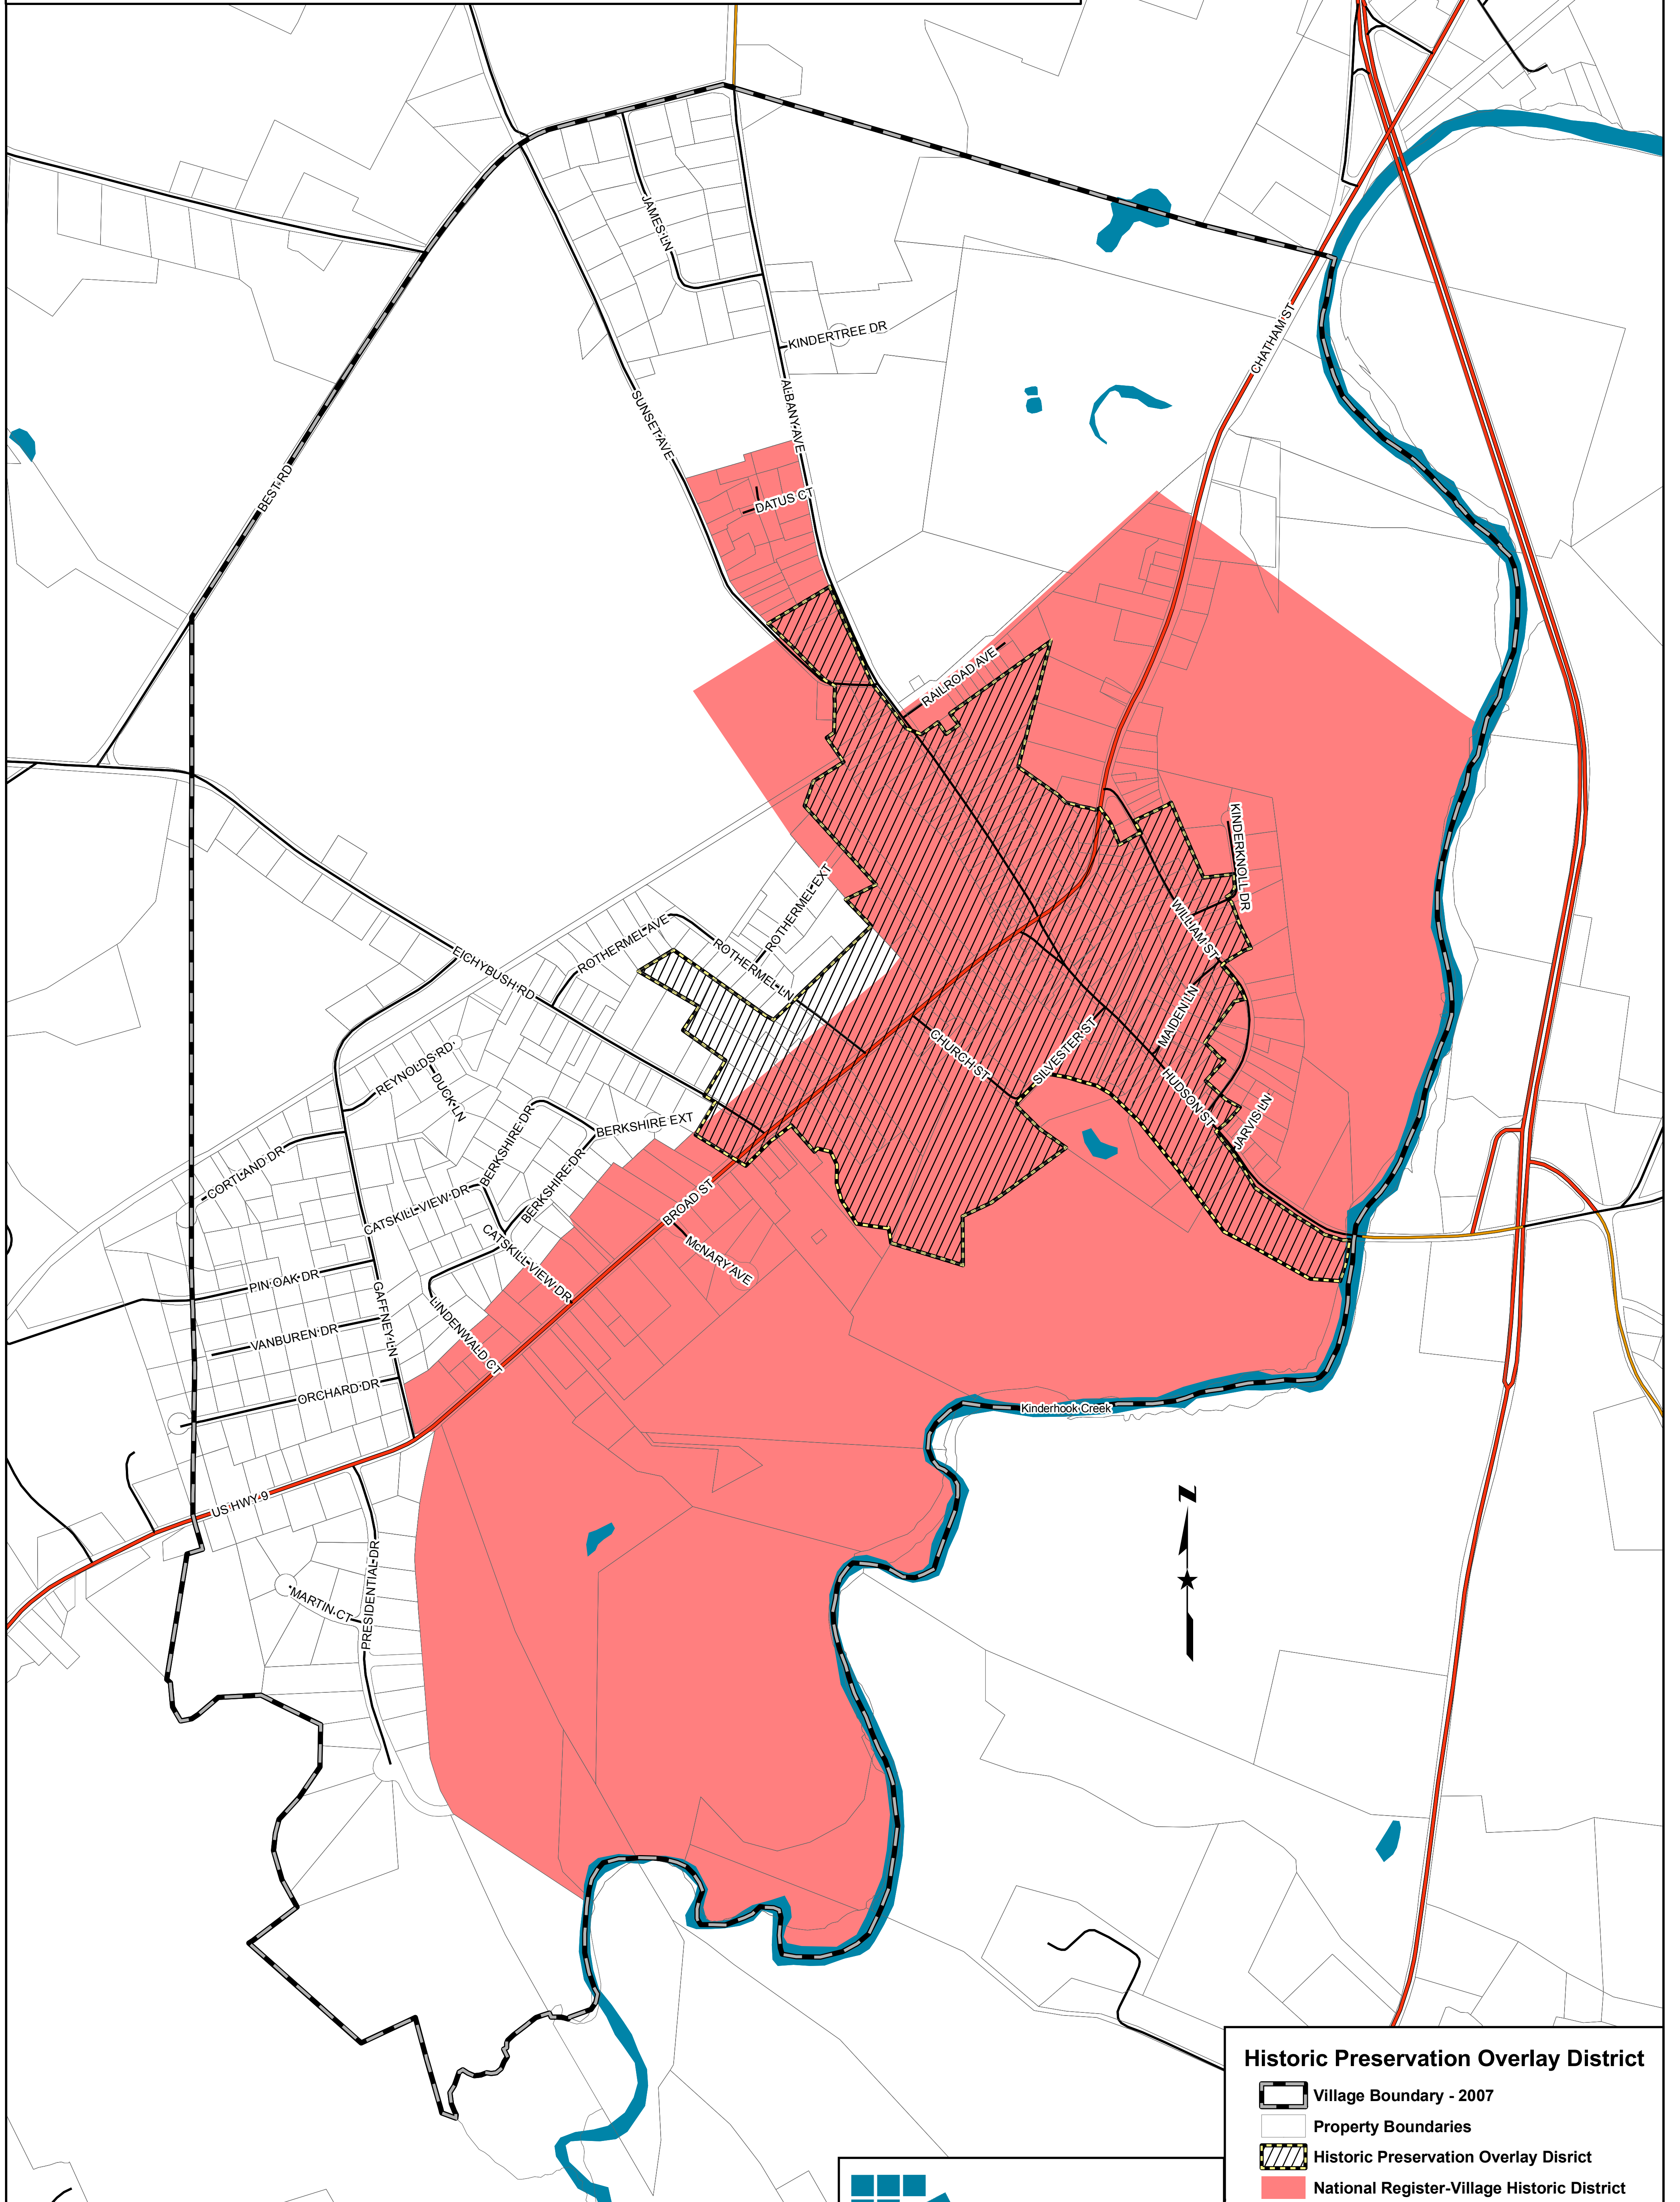 JAMES LN
KINDERTREE DR
CHATHAM ST
SUNSET AVE
ALBANY AVE
BEST RD
DATUS CT
RAILROAD AVE
KINDERKNOLL DR
ROTHERMEL EXT
WILLIAM ST
ROTHERMEL AVE
ROTHERMEL LN
EICHYBUSH RD
MAIDEN LN
CHURCH ST
SILVESTER ST
REYNOLDS RD
DUCK LN
HUDSON ST
JARVIS LN
BERKSHIRE EXT
BERKSHIRE DR
BERKSHIRE DR
CORTLAND DR
CATSKILL VIEW DR
BROAD ST
CATSKILL VIEW DR
McNARY AVE
PIN OAK DR
GAFFNEY LN
LINDENWALD CT
VANBUREN DR
ORCHARD DR
Kinderhook Creek
US HWY 9
N
PRESIDENTIAL DR
MARTIN CT
Historic Preservation Overlay District
Village Boundary - 2007
Property Boundaries
Historic Preservation Overlay Disrict
National Register-Village Historic District